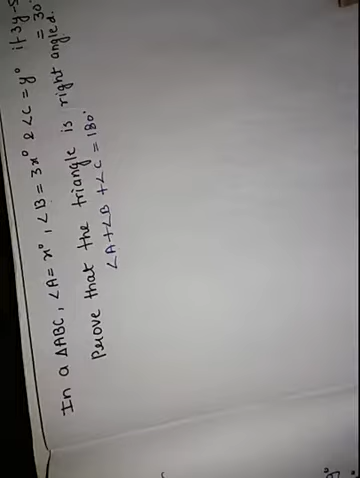 In a ΔABC, ∠A = x°, ∠B = 3x° & ∠C = y° if 3y-5
= 30
Prove that the triangle is right angled.
∠A+∠B+∠C = 180°